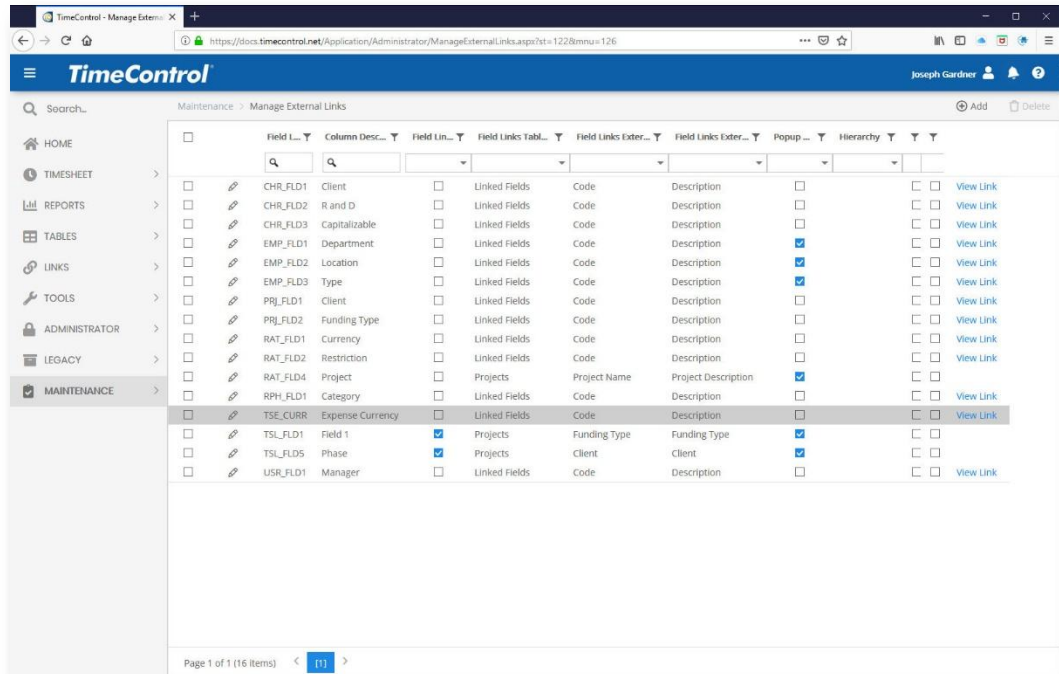 TimeControl - Manage External
https://docs.timecontrol.net/Application/Administrator/ManageExternalLinks.aspx?st=122&mnu=126
TimeControl
Joseph Gardner
Search...
Maintenance > Manage External Links
Add
Delete
HOME
TIMESHEET
REPORTS
TABLES
LINKS
TOOLS
ADMINISTRATOR
LEGACY
MAINTENANCE
Field L... Column Desc... Field Lin... Field Links Tabl... Field Links Exter... Field Links Exter... Popup ... Hierarchy
CHR_FLD1 Client Linked Fields Code Description View Link
CHR_FLD2 R and D Linked Fields Code Description View Link
CHR_FLD3 Capitalizable Linked Fields Code Description View Link
EMP_FLD1 Department Linked Fields Code Description View Link
EMP_FLD2 Location Linked Fields Code Description View Link
EMP_FLD3 Type Linked Fields Code Description View Link
PRJ_FLD1 Client Linked Fields Code Description View Link
PRJ_FLD2 Funding Type Linked Fields Code Description View Link
RAT_FLD1 Currency Linked Fields Code Description View Link
RAT_FLD2 Restriction Linked Fields Code Description View Link
RAT_FLD4 Project Projects Project Name Project Description
RPH_FLD1 Category Linked Fields Code Description View Link
TSE_CURR Expense Currency Linked Fields Code Description View Link
TSL_FLD1 Field 1 Projects Funding Type Funding Type
TSL_FLD5 Phase Projects Client Client
USR_FLD1 Manager Linked Fields Code Description View Link
Page 1 of 1 (16 items) < [1] >